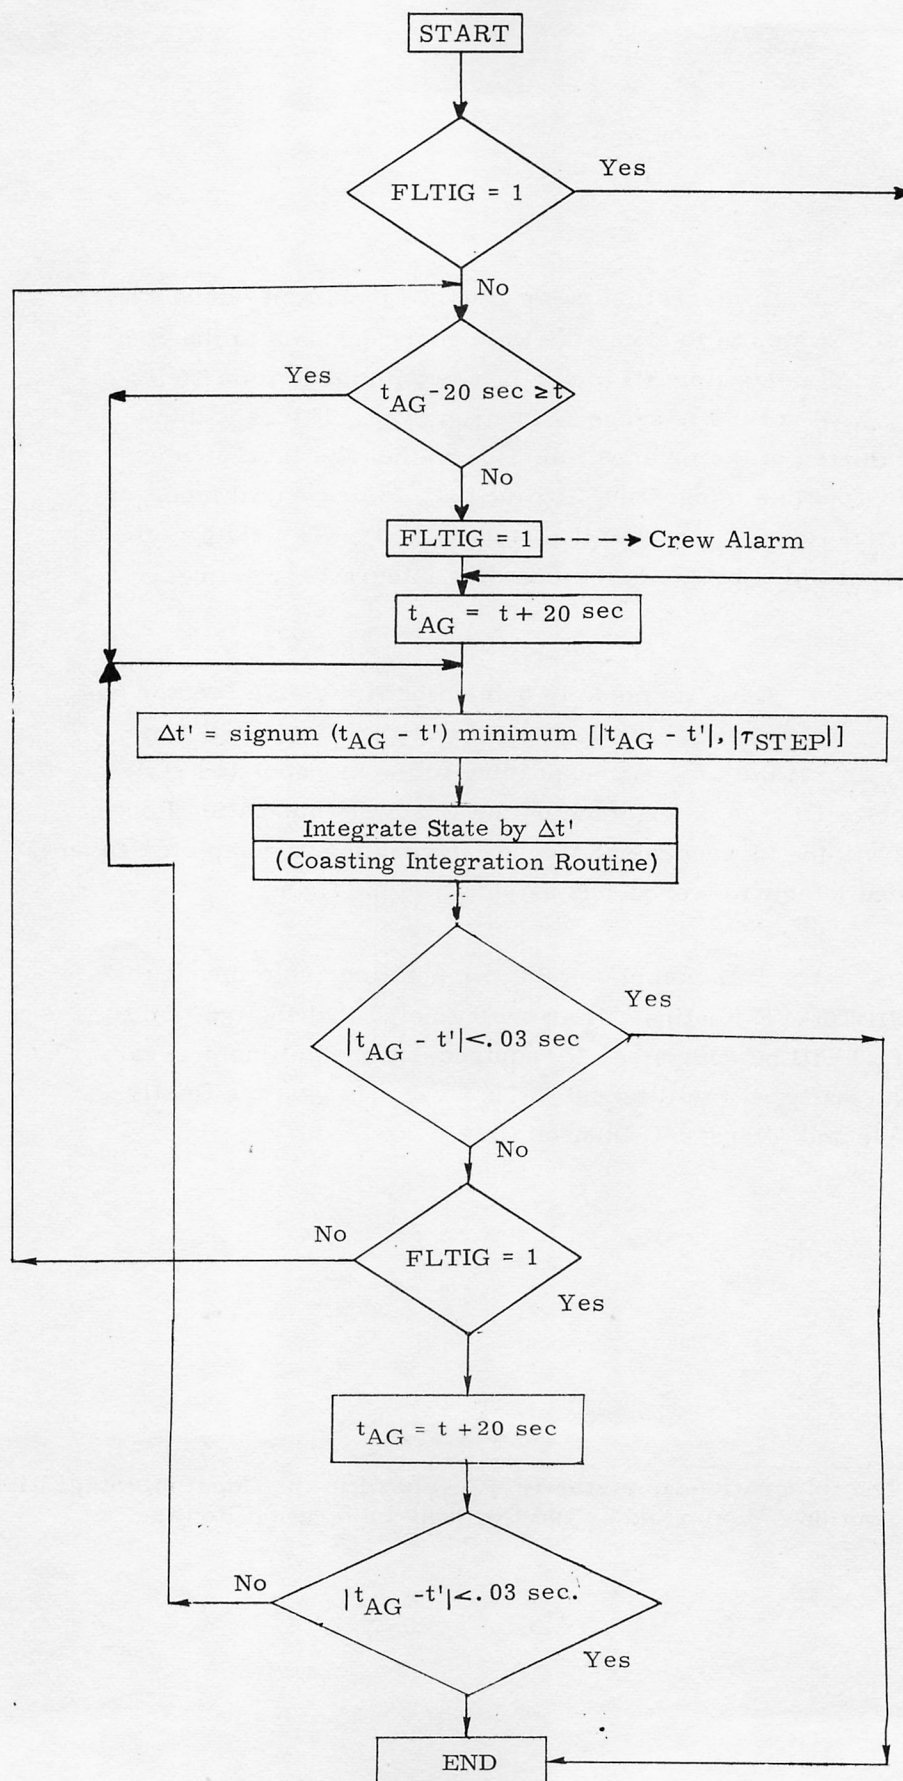 START
FLTIG = 1
Yes
No
t_AG - 20 sec ≥ t
Yes
No
FLTIG = 1
Crew Alarm
t_AG = t + 20 sec
Δt' = signum (t_AG - t') minimum [|t_AG - t'|, |τ_STEP|]
Integrate State by Δt'
(Coasting Integration Routine)
|t_AG - t'| < .03 sec
Yes
No
FLTIG = 1
No
Yes
t_AG = t + 20 sec
|t_AG - t'| < .03 sec.
No
Yes
END